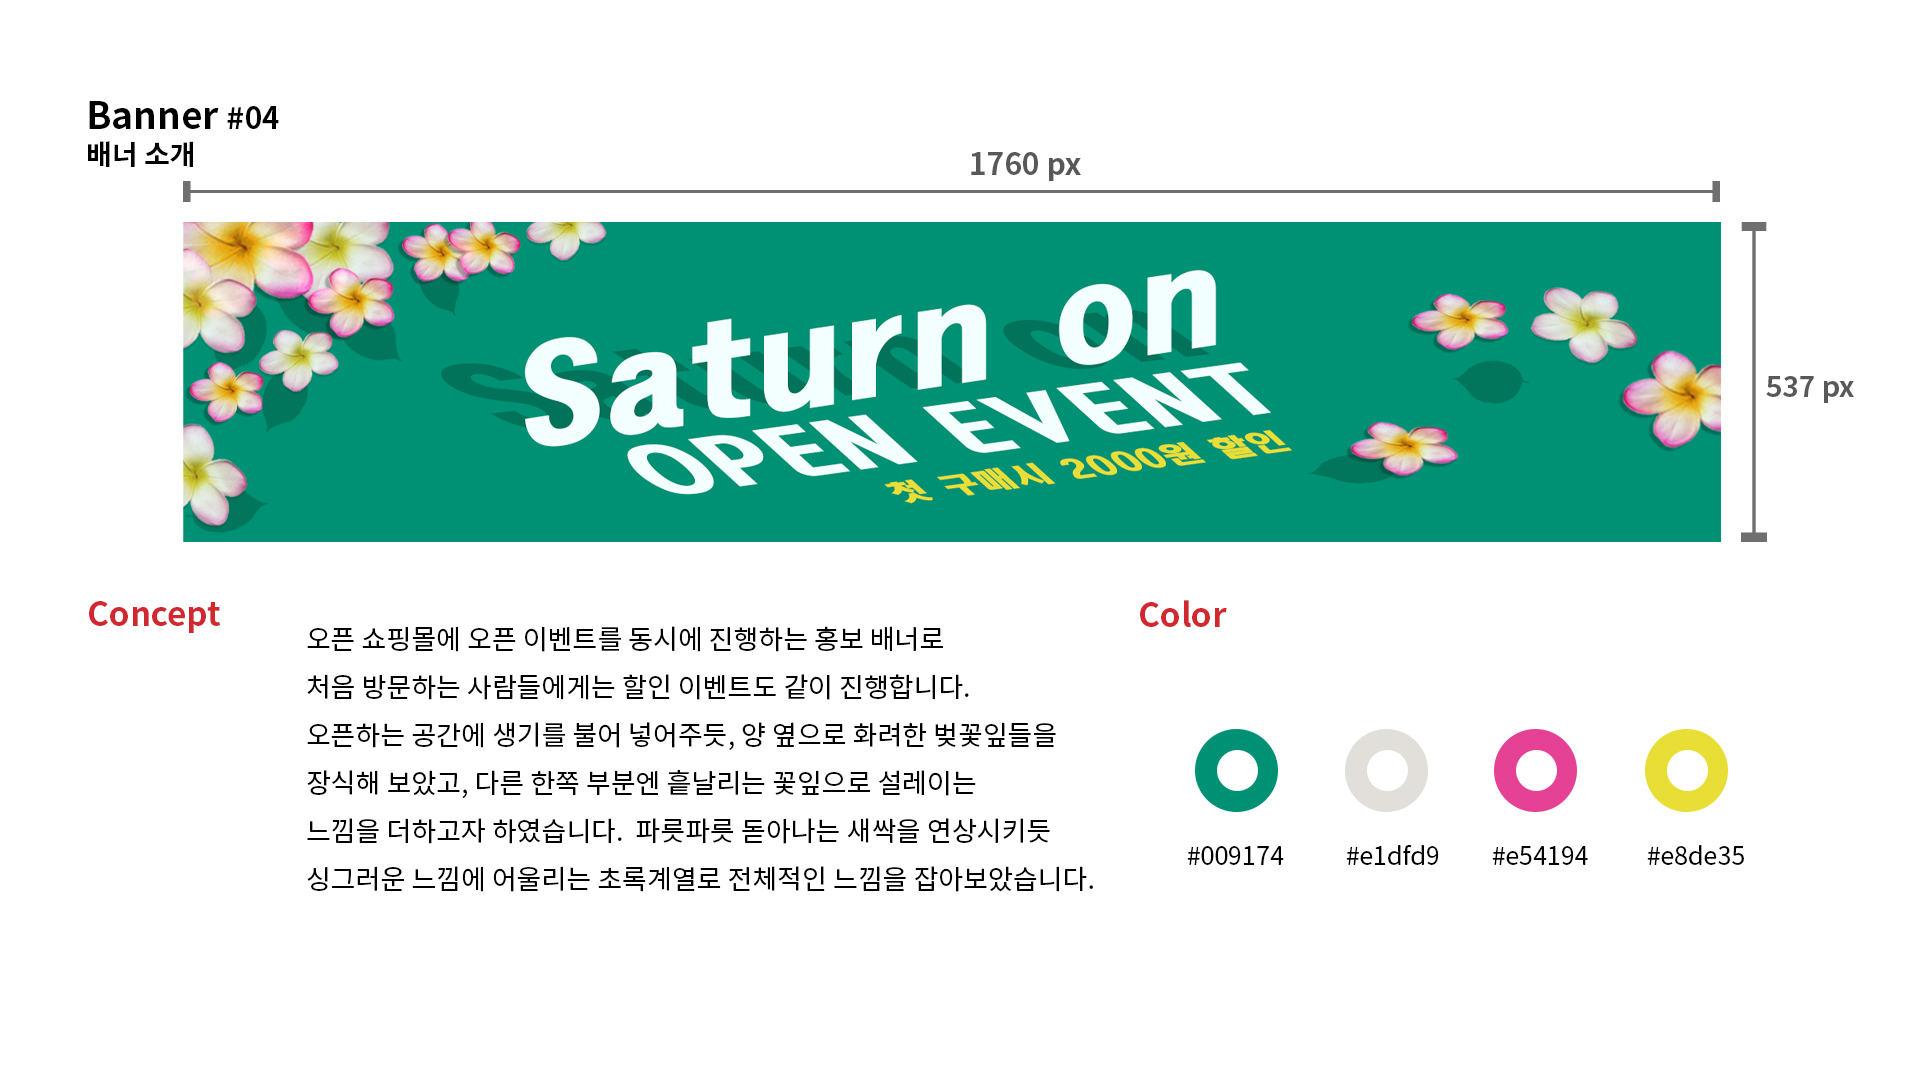 Banner #04
배너 소개
1760 px
Saturn on
OPEN EVENT
첫 구매시 2000원 할인
537 px
Concept
오픈 쇼핑몰에 오픈 이벤트를 동시에 진행하는 홍보 배너로
처음 방문하는 사람들에게는 할인 이벤트도 같이 진행합니다.
오픈하는 공간에 생기를 불어 넣어주듯, 양 옆으로 화려한 벚꽃잎들을
장식해 보았고, 다른 한쪽 부분엔 흩날리는 꽃잎으로 설레이는
느낌을 더하고자 하였습니다.  파릇파릇 돋아나는 새싹을 연상시키듯
싱그러운 느낌에 어울리는 초록계열로 전체적인 느낌을 잡아보았습니다.
Color
#009174
#e1dfd9
#e54194
#e8de35